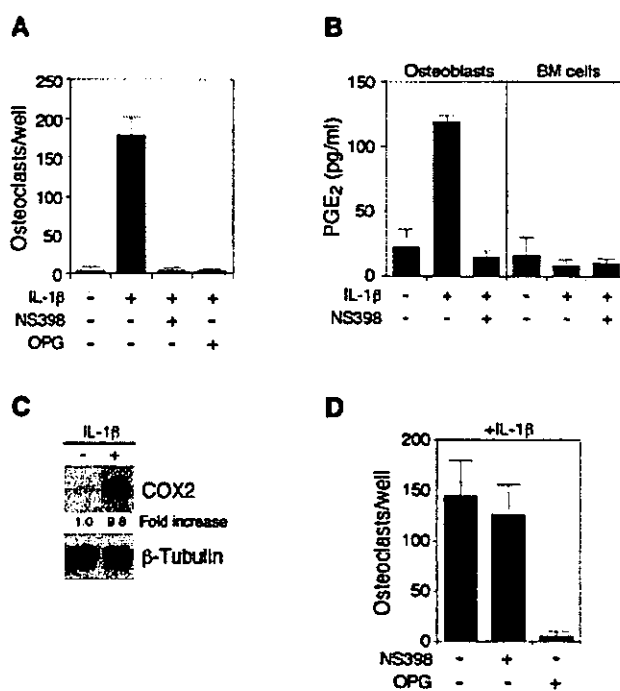 A
Osteoclasts/well
250
200
150
100
50
0
IL-1β - + + +
NS398 - - + -
OPG - - - +
B
Osteoblasts BM cells
PGE₂ (pg/ml)
150
100
50
0
IL-1β - + + - + +
NS398 - - + - - +
C
IL-1β
- +
COX2
1.0 9.8 Fold increase
β-Tubulin
D
+IL-1β
Osteoclasts/well
200
150
100
50
0
NS398 - + -
OPG - - +